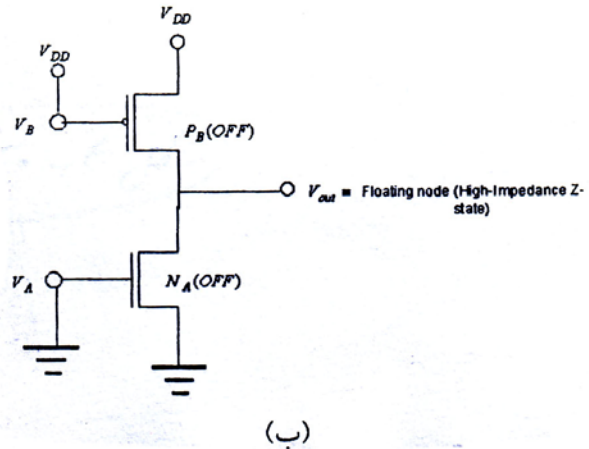 V_DD
V_DD
V_B
P_B(OFF)
V_out = Floating node (High-Impedance Z-
state)
V_A
N_A(OFF)
(ب)